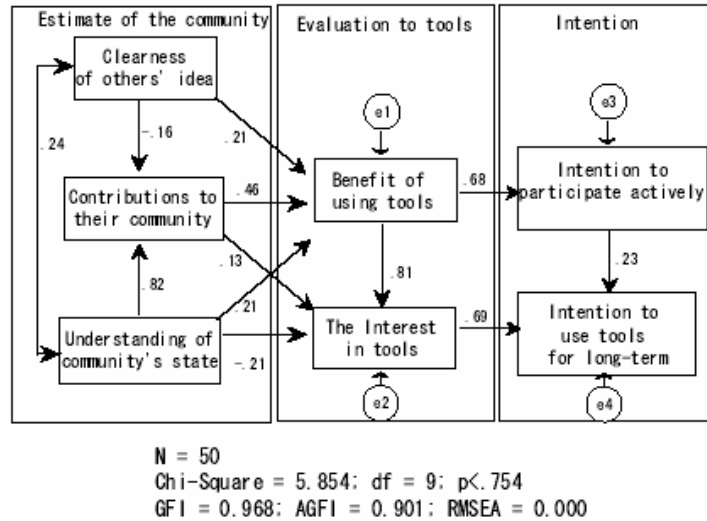 Estimate of the community
Evaluation to tools
Intention
Clearness
of others' idea
e1
e3
.24
-.16
.21
Contributions to
their community
.46
Benefit of
using tools
.68
Intention to
participate actively
.82
.13
.21
.81
.23
Understanding of
community's state
-.21
The Interest
in tools
.69
Intention to
use tools
for long-term
e2
e4
N = 50
Chi-Square = 5.854; df = 9; p<.754
GFI = 0.968; AGFI = 0.901; RMSEA = 0.000